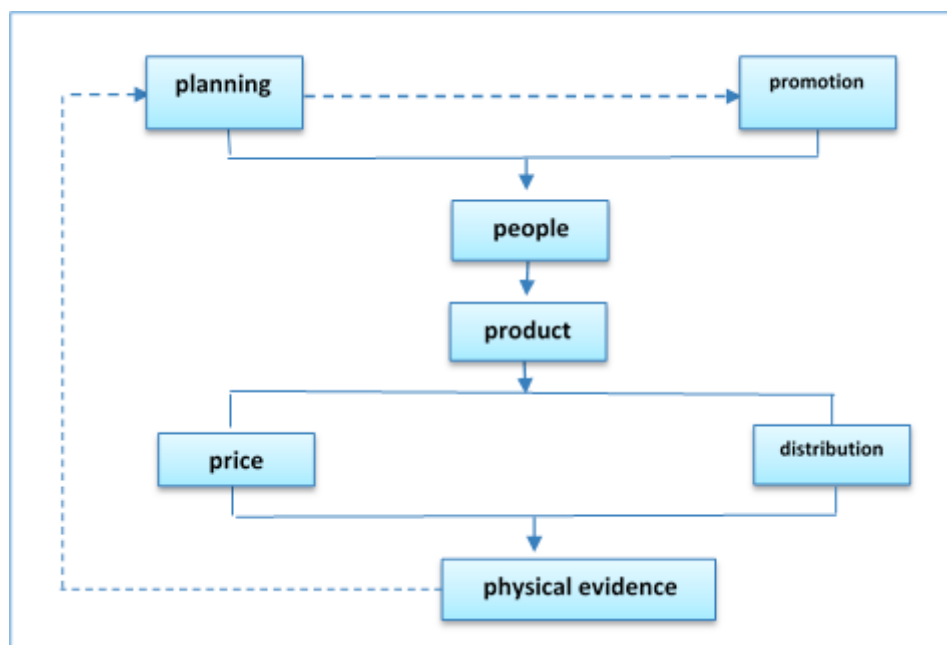 planning
promotion
people
product
price
distribution
physical evidence